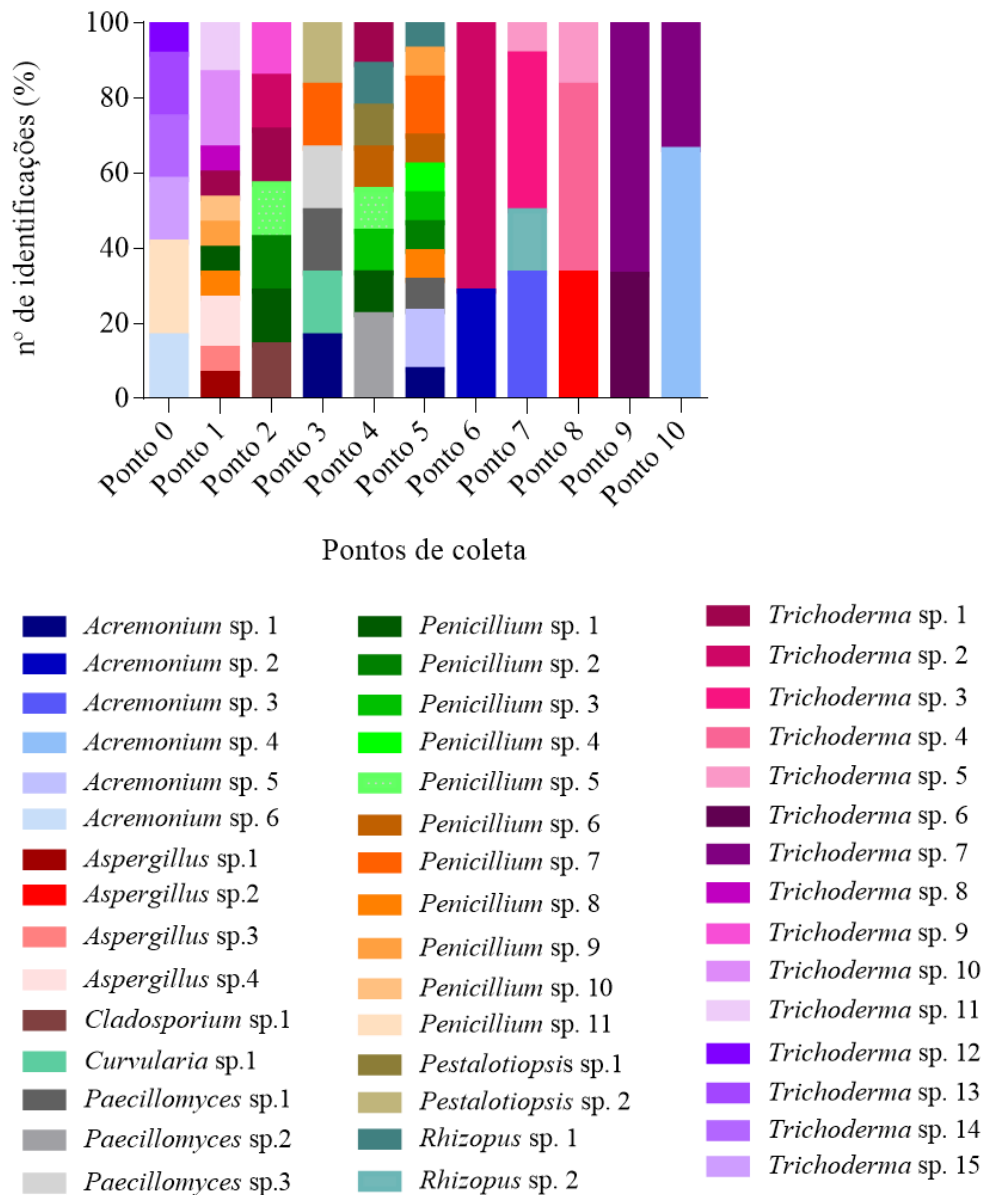 nº de identificações (%)
100
80
60
40
20
0
Ponto 0
Ponto 1
Ponto 2
Ponto 3
Ponto 4
Ponto 5
Ponto 6
Ponto 7
Ponto 8
Ponto 9
Ponto 10
Pontos de coleta
Acremonium sp. 1
Acremonium sp. 2
Acremonium sp. 3
Acremonium sp. 4
Acremonium sp. 5
Acremonium sp. 6
Aspergillus sp.1
Aspergillus sp.2
Aspergillus sp.3
Aspergillus sp.4
Cladosporium sp.1
Curvularia sp.1
Paecillomyces sp.1
Paecillomyces sp.2
Paecillomyces sp.3
Penicillium sp. 1
Penicillium sp. 2
Penicillium sp. 3
Penicillium sp. 4
Penicillium sp. 5
Penicillium sp. 6
Penicillium sp. 7
Penicillium sp. 8
Penicillium sp. 9
Penicillium sp. 10
Penicillium sp. 11
Pestalotiopsis sp.1
Pestalotiopsis sp. 2
Rhizopus sp. 1
Rhizopus sp. 2
Trichoderma sp. 1
Trichoderma sp. 2
Trichoderma sp. 3
Trichoderma sp. 4
Trichoderma sp. 5
Trichoderma sp. 6
Trichoderma sp. 7
Trichoderma sp. 8
Trichoderma sp. 9
Trichoderma sp. 10
Trichoderma sp. 11
Trichoderma sp. 12
Trichoderma sp. 13
Trichoderma sp. 14
Trichoderma sp. 15